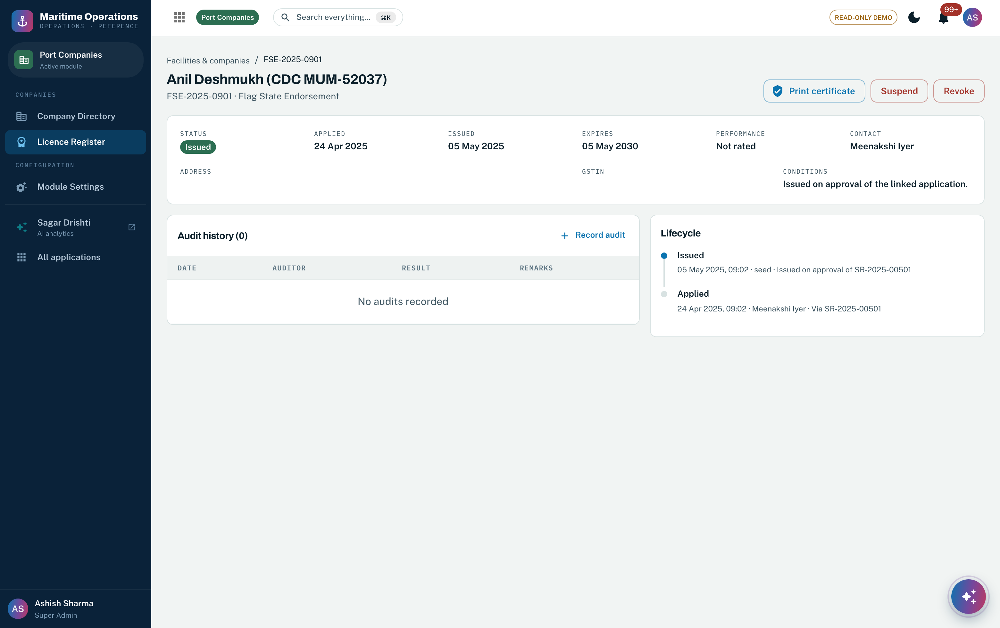 Maritime Operations
OPERATIONS · REFERENCE
Port Companies
Active module
COMPANIES
Company Directory
Licence Register
CONFIGURATION
Module Settings
Sagar Drishti
AI analytics
All applications
AS
Ashish Sharma
Super Admin
Port Companies
Search everything...
⌘K
READ-ONLY DEMO
99+
AS
Facilities & companies / FSE-2025-0901
Anil Deshmukh (CDC MUM-52037)
FSE-2025-0901 · Flag State Endorsement
Print certificate
Suspend
Revoke
STATUS
Issued
APPLIED
24 Apr 2025
ISSUED
05 May 2025
EXPIRES
05 May 2030
PERFORMANCE
Not rated
CONTACT
Meenakshi Iyer
ADDRESS
GSTIN
CONDITIONS
Issued on approval of the linked application.
Audit history (0)
+ Record audit
DATE AUDITOR RESULT REMARKS
No audits recorded
Lifecycle
Issued
05 May 2025, 09:02 · seed · Issued on approval of SR-2025-00501
Applied
24 Apr 2025, 09:02 · Meenakshi Iyer · Via SR-2025-00501